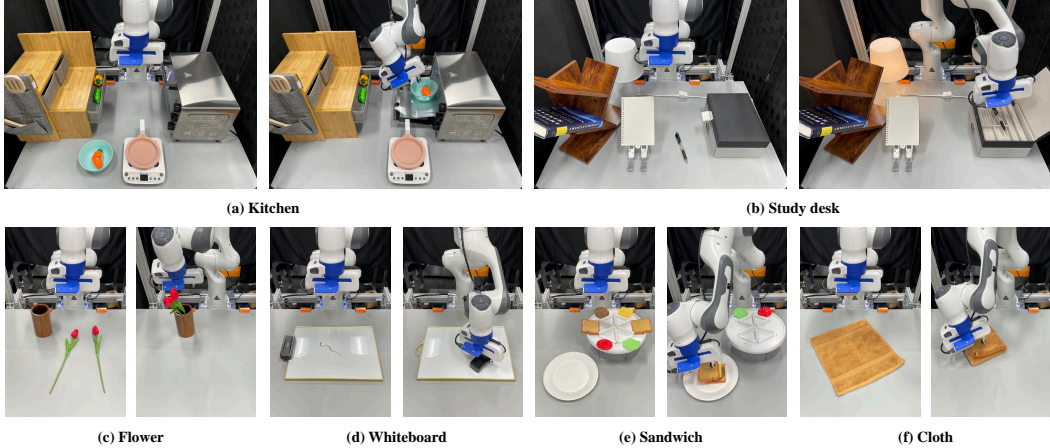 (a) Kitchen
(b) Study desk
(c) Flower
(d) Whiteboard
(e) Sandwich
(f) Cloth